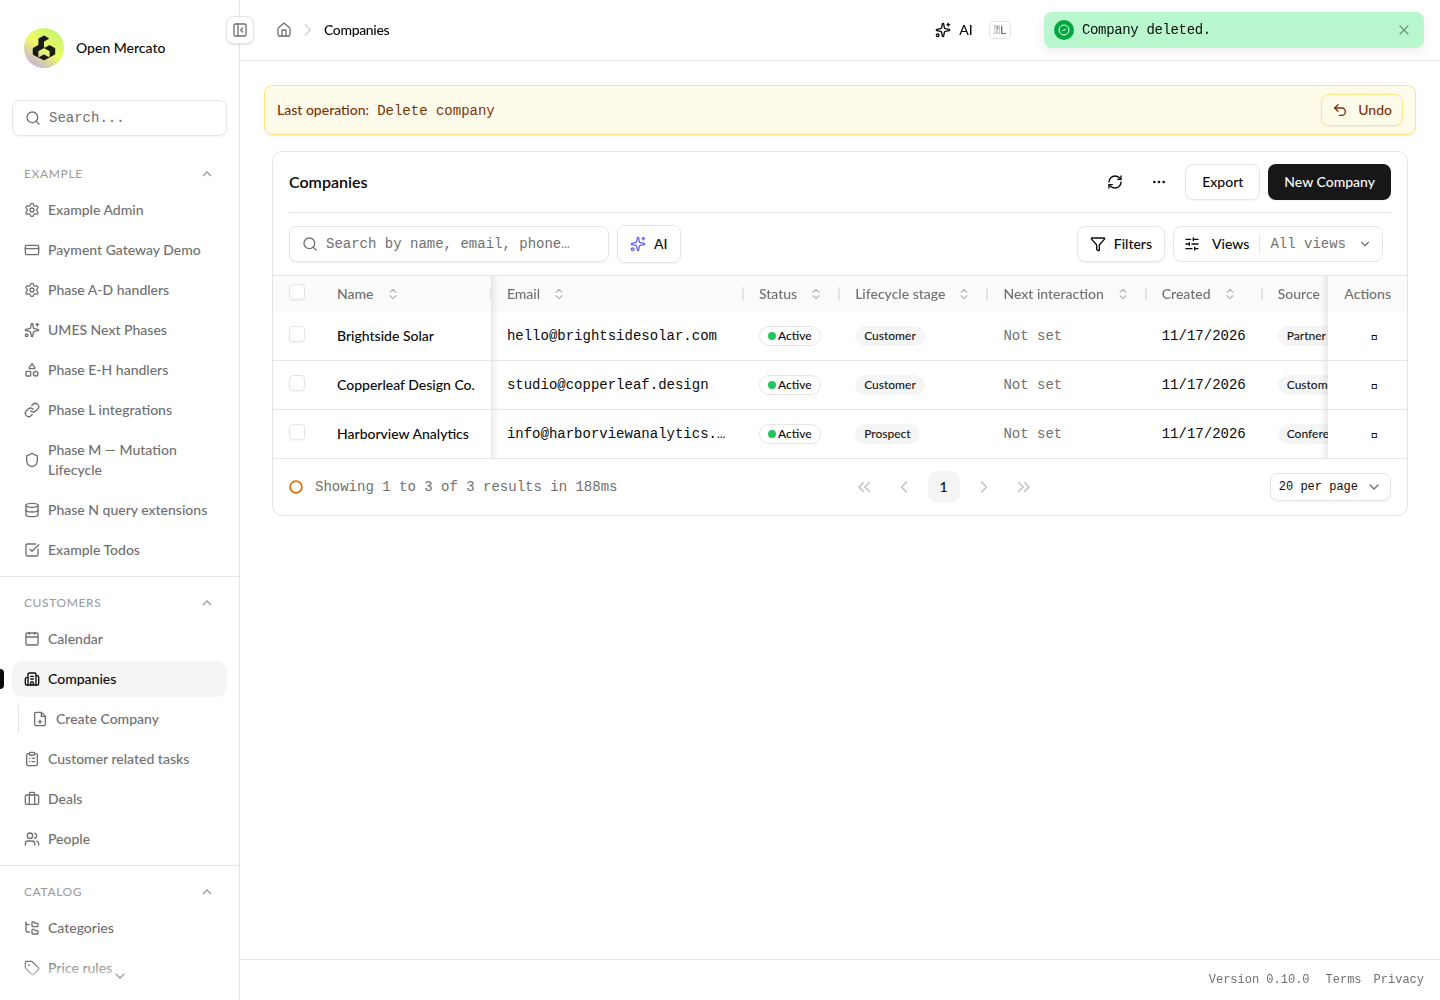 Open Mercato
Search...
EXAMPLE
Example Admin
Payment Gateway Demo
Phase A-D handlers
UMES Next Phases
Phase E-H handlers
Phase L integrations
Phase M — Mutation
Lifecycle
Phase N query extensions
Example Todos
CUSTOMERS
Calendar
Companies
Create Company
Customer related tasks
Deals
People
CATALOG
Categories
Price rules
Companies
AI
L
Company deleted.
Last operation: Delete company
Undo
Companies
Export
New Company
Search by name, email, phone…
AI
Filters
Views
All views
Name Email Status Lifecycle stage Next interaction Created Source Actions
Brightside Solar hello@brightsidesolar.com Active Customer Not set 11/17/2026 Partner
Copperleaf Design Co. studio@copperleaf.design Active Customer Not set 11/17/2026 Custom
Harborview Analytics info@harborviewanalytics.… Active Prospect Not set 11/17/2026 Confere
Showing 1 to 3 of 3 results in 188ms
1
20 per page
Version 0.10.0 Terms Privacy